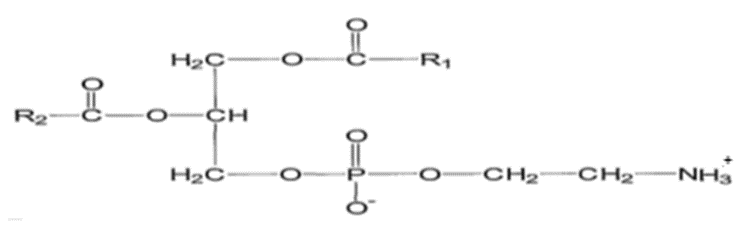 O
H₂C O C R₁
O
R₂ C O CH
O
H₂C O P O CH₂ CH₂ NH₃⁺
O⁻